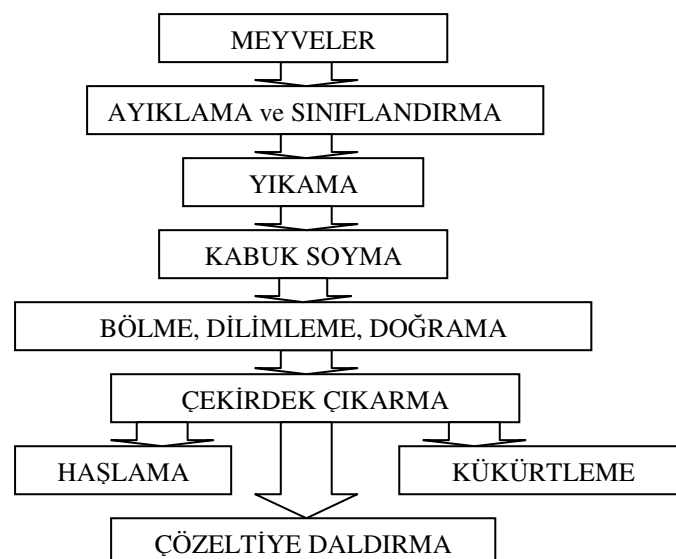 MEYVELER
AYIKLAMA ve SINIFLANDIRMA
YIKAMA
KABUK SOYMA
BÖLME, DİLİMLEME, DOĞRAMA
ÇEKİRDEK ÇIKARMA
HAŞLAMA
KÜKÜRTLEME
ÇÖZELTİYE DALDIRMA